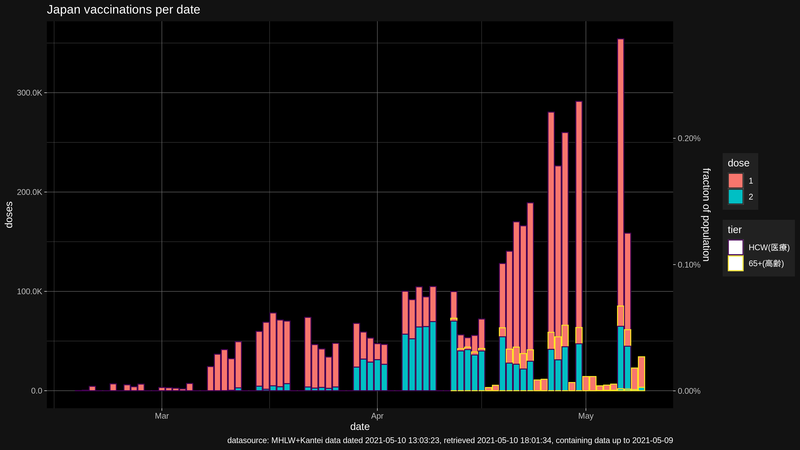 Japan vaccinations per date
300.0K
200.0K
100.0K
0.0
doses
0.20%
0.10%
0.00%
fraction of population
dose
1
2
tier
HCW(医療)
65+(高齢)
Mar
Apr
May
date
datasource: MHLW+Kantei data dated 2021-05-10 13:03:23, retrieved 2021-05-10 18:01:34, containing data up to 2021-05-09